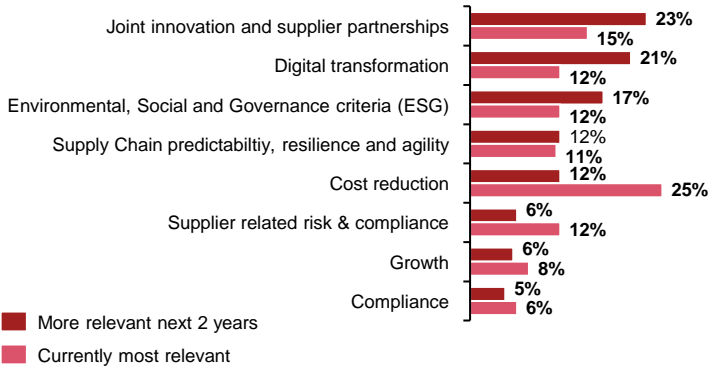 Joint innovation and supplier partnerships
23%
15%
Digital transformation
21%
12%
Environmental, Social and Governance criteria (ESG)
17%
12%
Supply Chain predictabiltiy, resilience and agility
12%
11%
Cost reduction
12%
25%
Supplier related risk & compliance
6%
12%
Growth
6%
8%
Compliance
5%
6%
More relevant next 2 years
Currently most relevant